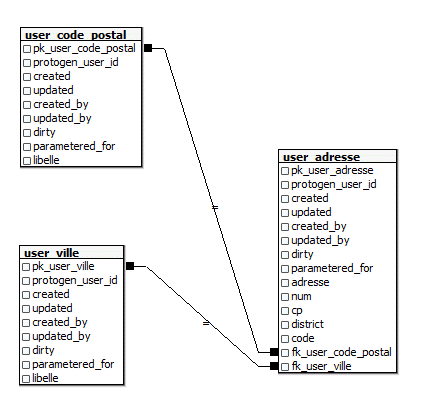 user_code_postal
pk_user_code_postal
protogen_user_id
created
updated
created_by
updated_by
dirty
parametered_for
libelle
user_adresse
pk_user_adresse
protogen_user_id
created
updated
created_by
updated_by
dirty
parametered_for
adresse
num
cp
district
code
fk_user_code_postal
fk_user_ville
user_ville
pk_user_ville
protogen_user_id
created
updated
created_by
updated_by
dirty
parametered_for
libelle
=
=